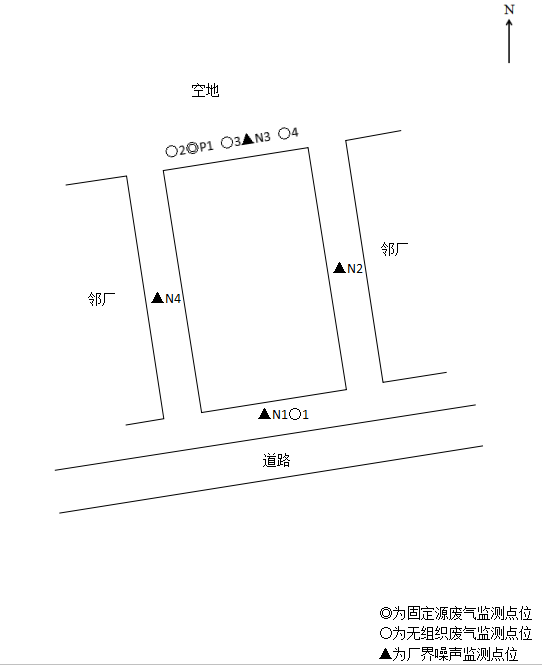 N
空地
○2◎P1 ○3▲N3 ○4
邻厂
▲N2
邻厂
▲N4
▲N1○1
道路
◎为固定源废气监测点位
○为无组织废气监测点位
▲为厂界噪声监测点位